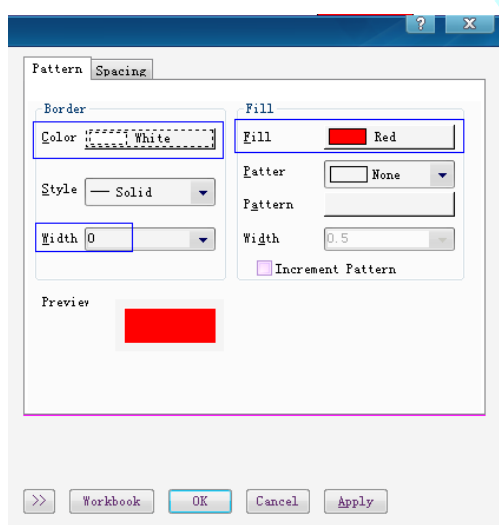 ? X
Pattern Spacing
Border Fill
Color White Fill Red
Patter None
Style Solid
Pattern
Width 0 Width 0.5
Increment Pattern
Preview
>> Workbook OK Cancel Apply